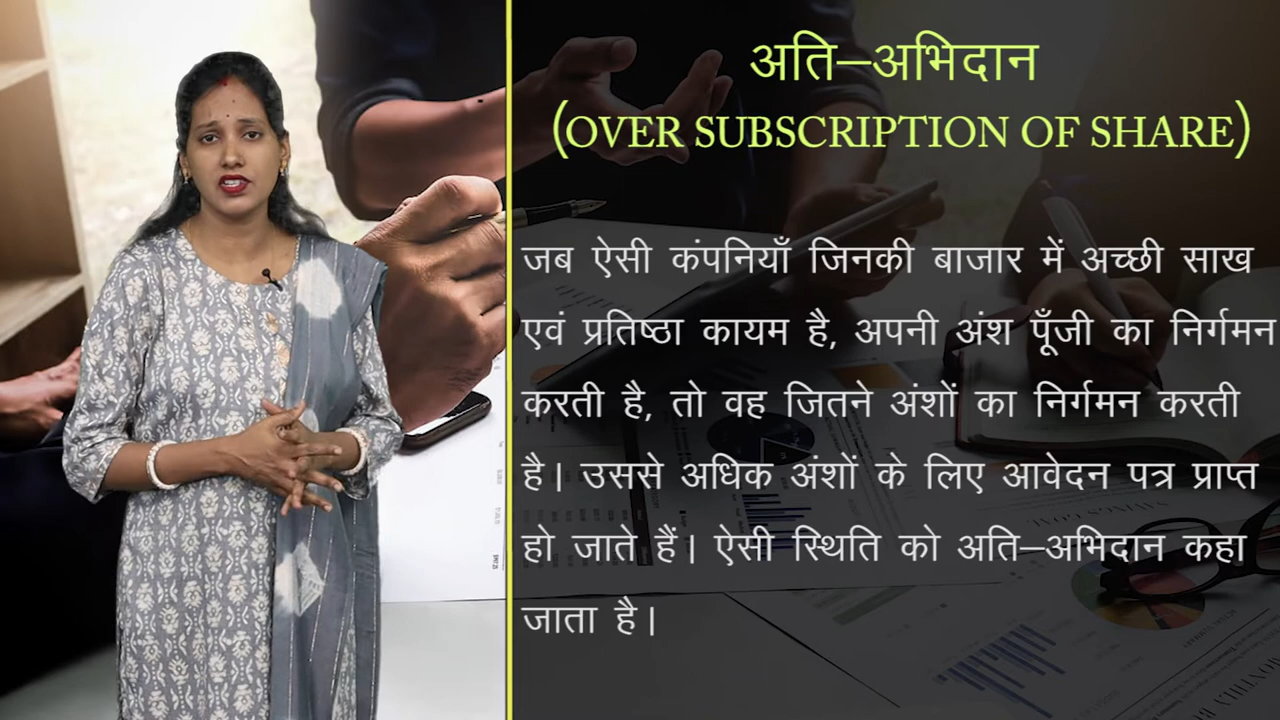 अति–अभिदान
(OVER SUBSCRIPTION OF SHARE)
जब ऐसी कंपनियाँ जिनकी बाजार में अच्छी साख
एवं प्रतिष्ठा कायम है, अपनी अंश पूँजी का निर्गमन
करती है, तो वह जितने अंशों का निर्गमन करती
है। उससे अधिक अंशों के लिए आवेदन पत्र प्राप्त
हो जाते हैं। ऐसी स्थिति को अति–अभिदान कहा
जाता है।